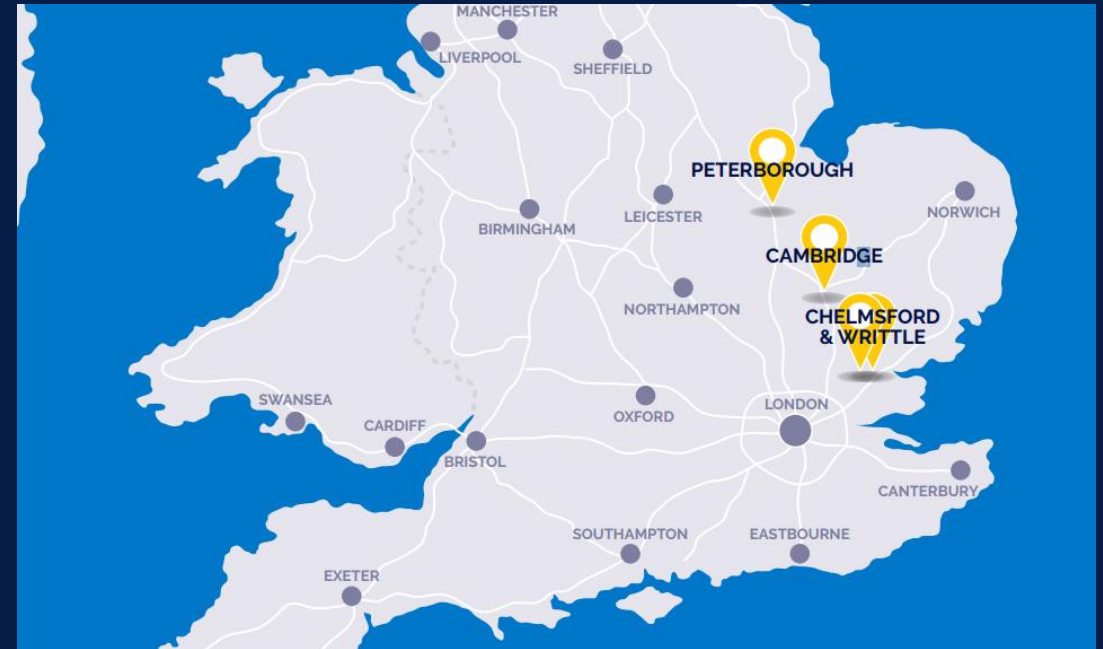 MANCHESTER
LIVERPOOL
SHEFFIELD
PETERBOROUGH
BIRMINGHAM
LEICESTER
NORWICH
CAMBRIDGE
NORTHAMPTON
CHELMSFORD
& WRITTLE
SWANSEA
CARDIFF
BRISTOL
OXFORD
LONDON
CANTERBURY
SOUTHAMPTON
EASTBOURNE
EXETER